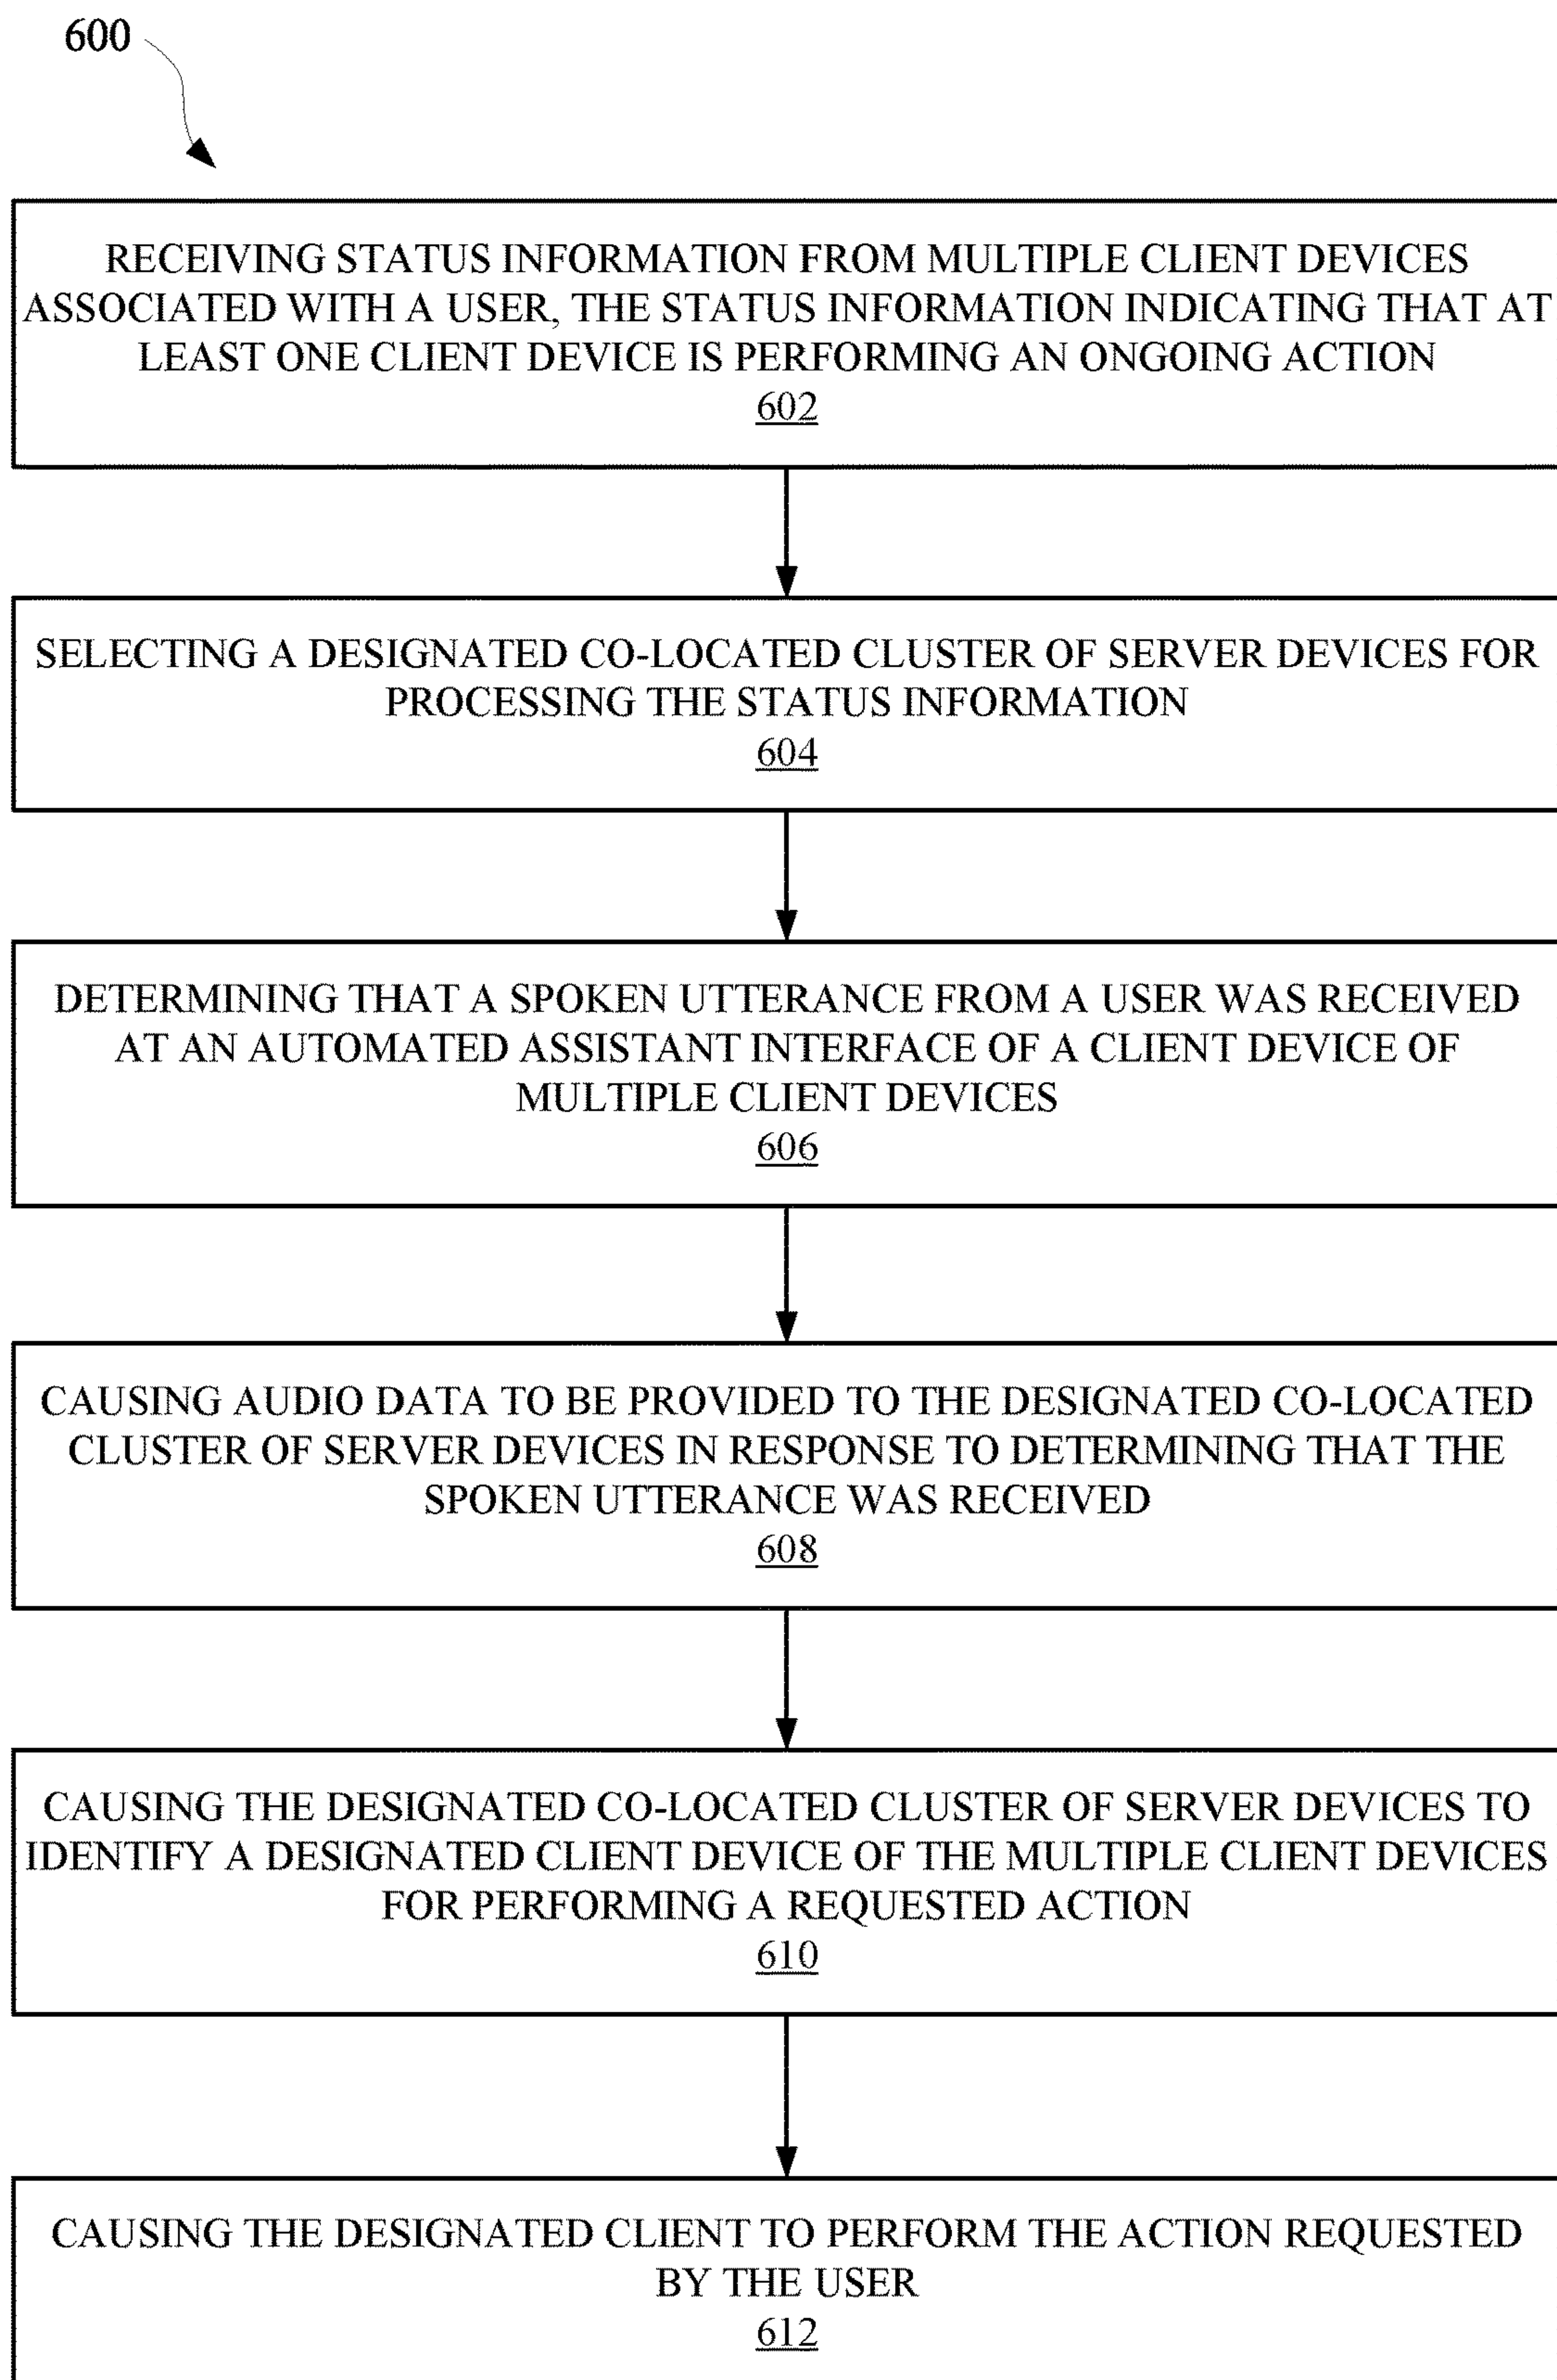 600
RECEIVING STATUS INFORMATION FROM MULTIPLE CLIENT DEVICES
ASSOCIATED WITH A USER, THE STATUS INFORMATION INDICATING THAT AT
LEAST ONE CLIENT DEVICE IS PERFORMING AN ONGOING ACTION
602
SELECTING A DESIGNATED CO-LOCATED CLUSTER OF SERVER DEVICES FOR
PROCESSING THE STATUS INFORMATION
604
DETERMINING THAT A SPOKEN UTTERANCE FROM A USER WAS RECEIVED
AT AN AUTOMATED ASSISTANT INTERFACE OF A CLIENT DEVICE OF
MULTIPLE CLIENT DEVICES
606
CAUSING AUDIO DATA TO BE PROVIDED TO THE DESIGNATED CO-LOCATED
CLUSTER OF SERVER DEVICES IN RESPONSE TO DETERMINING THAT THE
SPOKEN UTTERANCE WAS RECEIVED
608
CAUSING THE DESIGNATED CO-LOCATED CLUSTER OF SERVER DEVICES TO
IDENTIFY A DESIGNATED CLIENT DEVICE OF THE MULTIPLE CLIENT DEVICES
FOR PERFORMING A REQUESTED ACTION
610
CAUSING THE DESIGNATED CLIENT TO PERFORM THE ACTION REQUESTED
BY THE USER
612